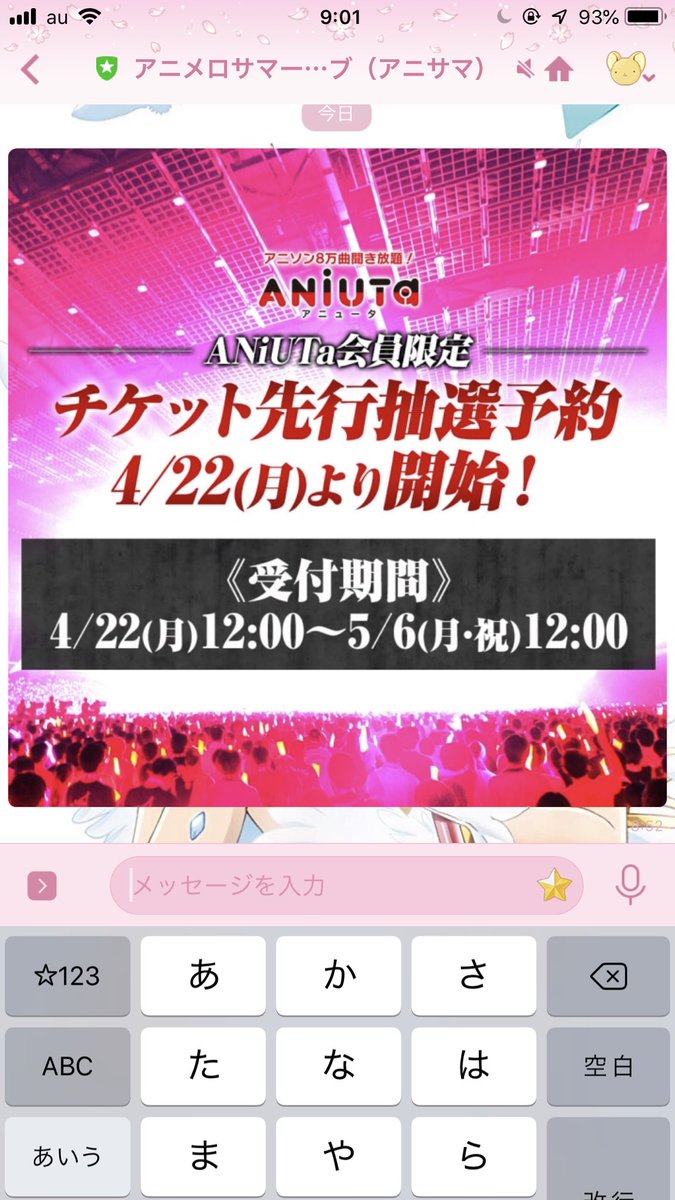 au 9:01 93%
アニメロサマー…ブ（アニサマ）
今日
アニソン8万曲聞き放題！
ANiUTa
アニュータ
ANiUTa会員限定
チケット先行抽選予約
4/22(月)より開始！
《受付期間》
4/22(月)12:00〜5/6(月·祝)12:00
メッセージを入力
☆123 あ か さ
ABC た な は 空白
あいう ま や ら 改行